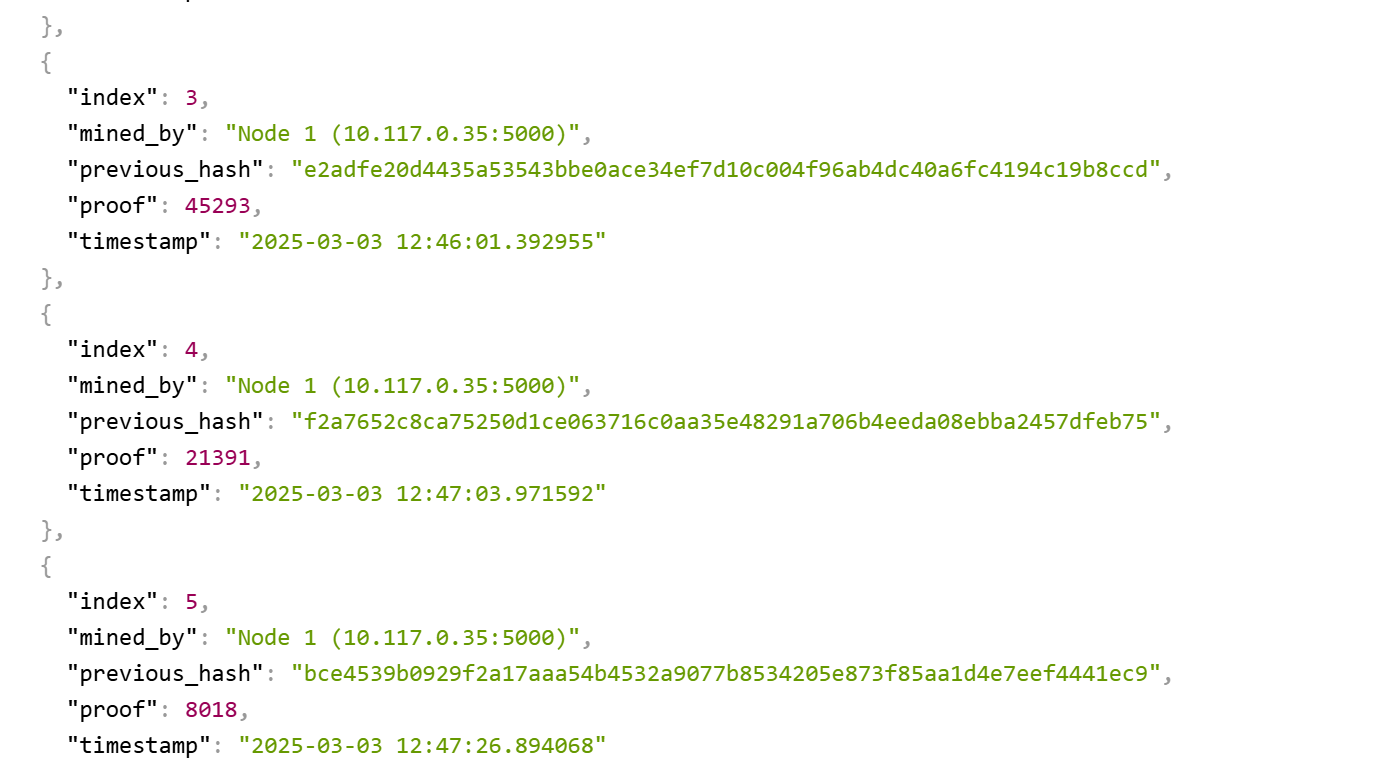 },
{
"index": 3,
"mined_by": "Node 1 (10.117.0.35:5000)",
"previous_hash": "e2adfe20d4435a53543bbe0ace34ef7d10c004f96ab4dc40a6fc4194c19b8ccd",
"proof": 45293,
"timestamp": "2025-03-03 12:46:01.392955"
},
{
"index": 4,
"mined_by": "Node 1 (10.117.0.35:5000)",
"previous_hash": "f2a7652c8ca75250d1ce063716c0aa35e48291a706b4eeda08ebba2457dfeb75",
"proof": 21391,
"timestamp": "2025-03-03 12:47:03.971592"
},
{
"index": 5,
"mined_by": "Node 1 (10.117.0.35:5000)",
"previous_hash": "bce4539b0929f2a17aaa54b4532a9077b8534205e873f85aa1d4e7eef4441ec9",
"proof": 8018,
"timestamp": "2025-03-03 12:47:26.894068"